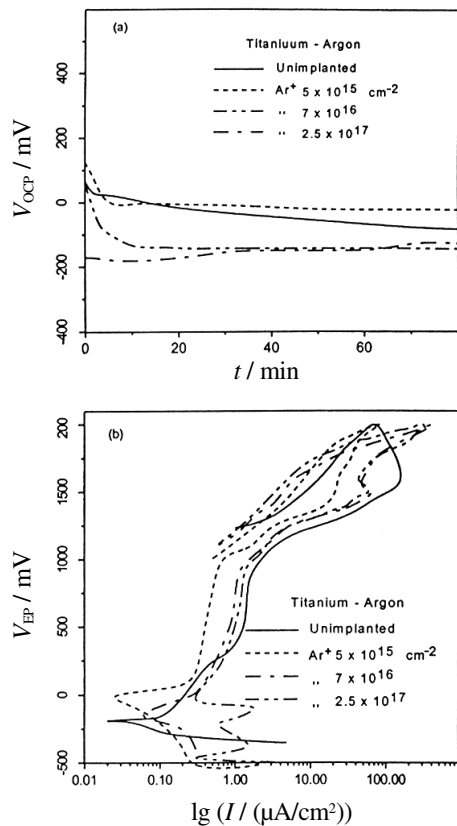 (a)
Titaniuum - Argon
Unimplanted
Ar+ 5 x 10^15 cm^-2
,, 7 x 10^16
,, 2.5 x 10^17
400
200
0
-200
-400
V_OCP / mV
0 20 40 60
t / min
(b)
2000
1500
1000
500
0
-500
V_EP / mV
Titanium - Argon
Unimplanted
Ar+ 5 x 10^15 cm^-2
,, 7 x 10^16
,, 2.5 x 10^17
0.01 0.10 1.00 10.00 100.00
lg (I / (μA/cm²))